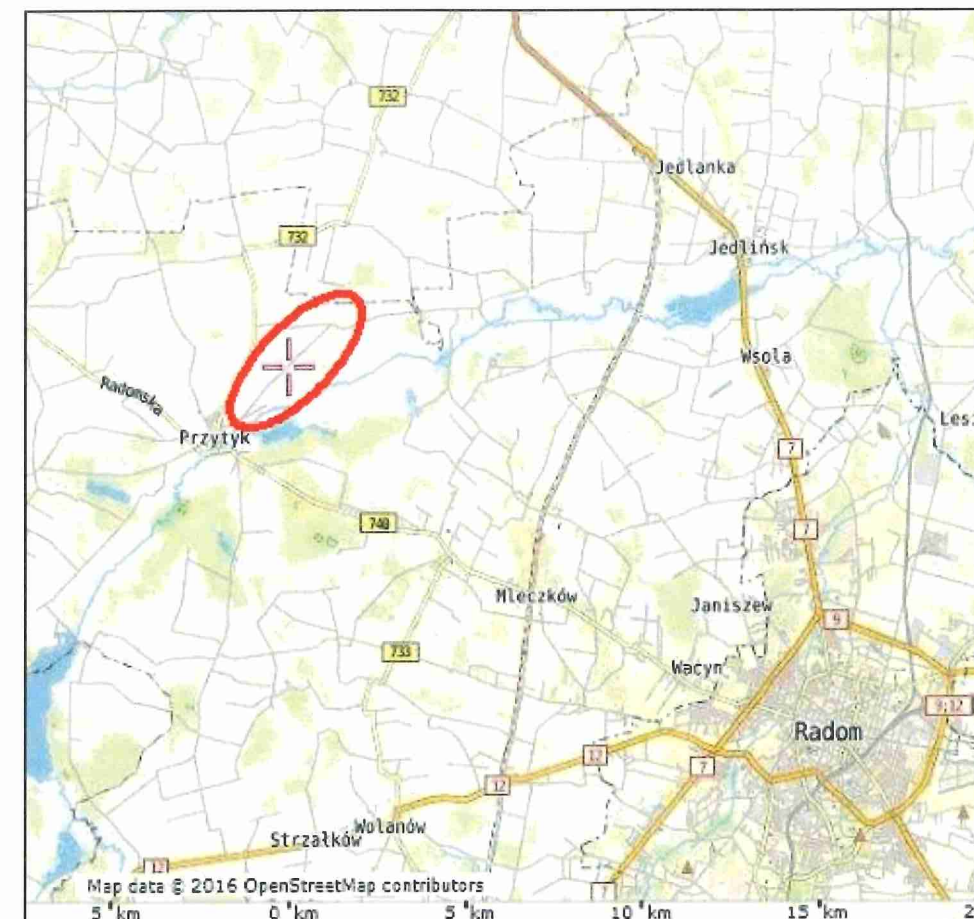 732
Jedlanka
732
Jedlińsk
Wsola
Radomska
Przytyk
Les
7
740
7
Mleczków
Janiszew
9
733
Wacyn
9;12
Radom
12
7
12
Wolanów
Strzałków
12
Map data © 2016 OpenStreetMap contributors
5 km 0 km 5 km 10 km 15 km